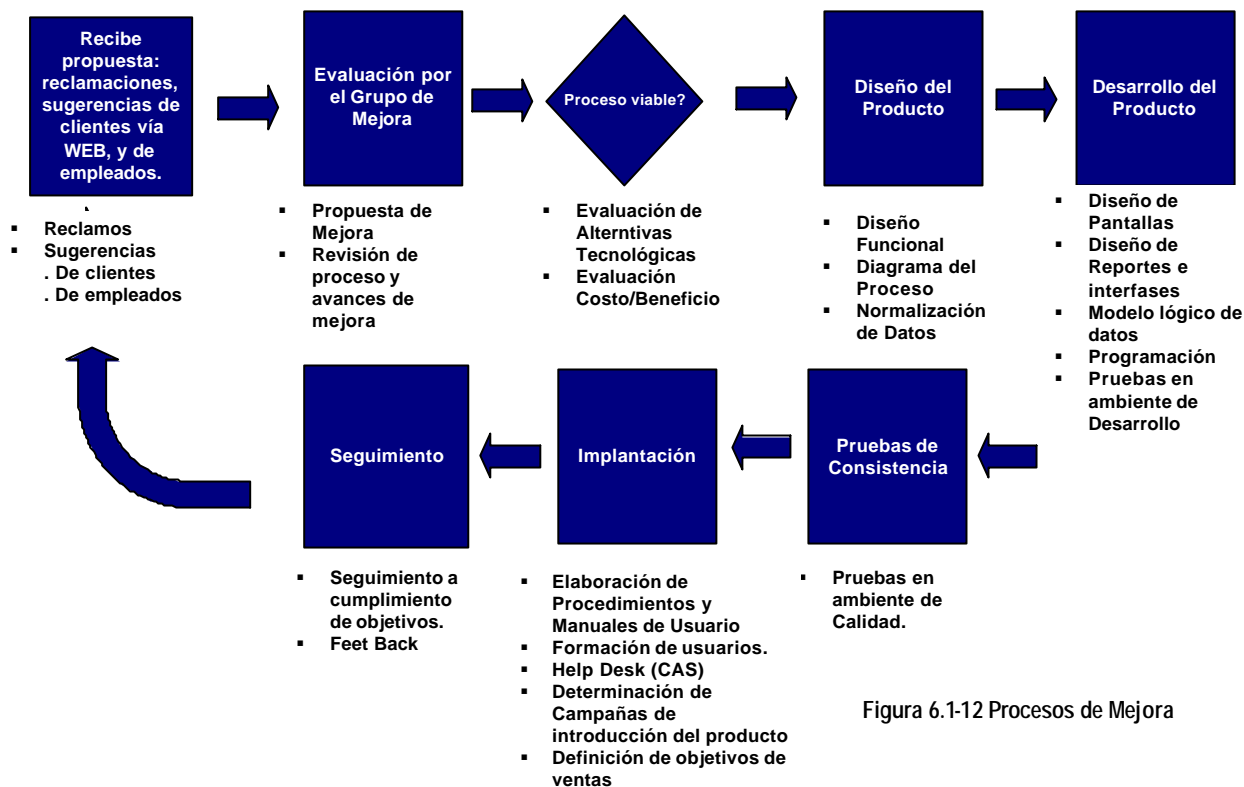 Recibe
propuesta:
reclamaciones,
sugerencias de
clientes vía
WEB, y de
empleados.
▪ Reclamos
▪ Sugerencias
. De clientes
. De empleados
Evaluación por
el Grupo de
Mejora
▪ Propuesta de
Mejora
▪ Revisión de
proceso y
avances de
mejora
Proceso viable?
▪ Evaluación de
Alterntivas
Tecnológicas
▪ Evaluación
Costo/Beneficio
Diseño del
Producto
▪ Diseño
Funcional
▪ Diagrama del
Proceso
▪ Normalización
de Datos
Desarrollo del
Producto
▪ Diseño de
Pantallas
▪ Diseño de
Reportes e
interfases
▪ Modelo lógico de
datos
▪ Programación
▪ Pruebas en
ambiente de
Desarrollo
Pruebas de
Consistencia
▪ Pruebas en
ambiente de
Calidad.
Implantación
▪ Elaboración de
Procedimientos y
Manuales de Usuario
▪ Formación de usuarios.
▪ Help Desk (CAS)
▪ Determinación de
Campañas de
introducción del producto
▪ Definición de objetivos de
ventas
Seguimiento
▪ Seguimiento a
cumplimiento
de objetivos.
▪ Feet Back
Figura 6.1-12 Procesos de Mejora